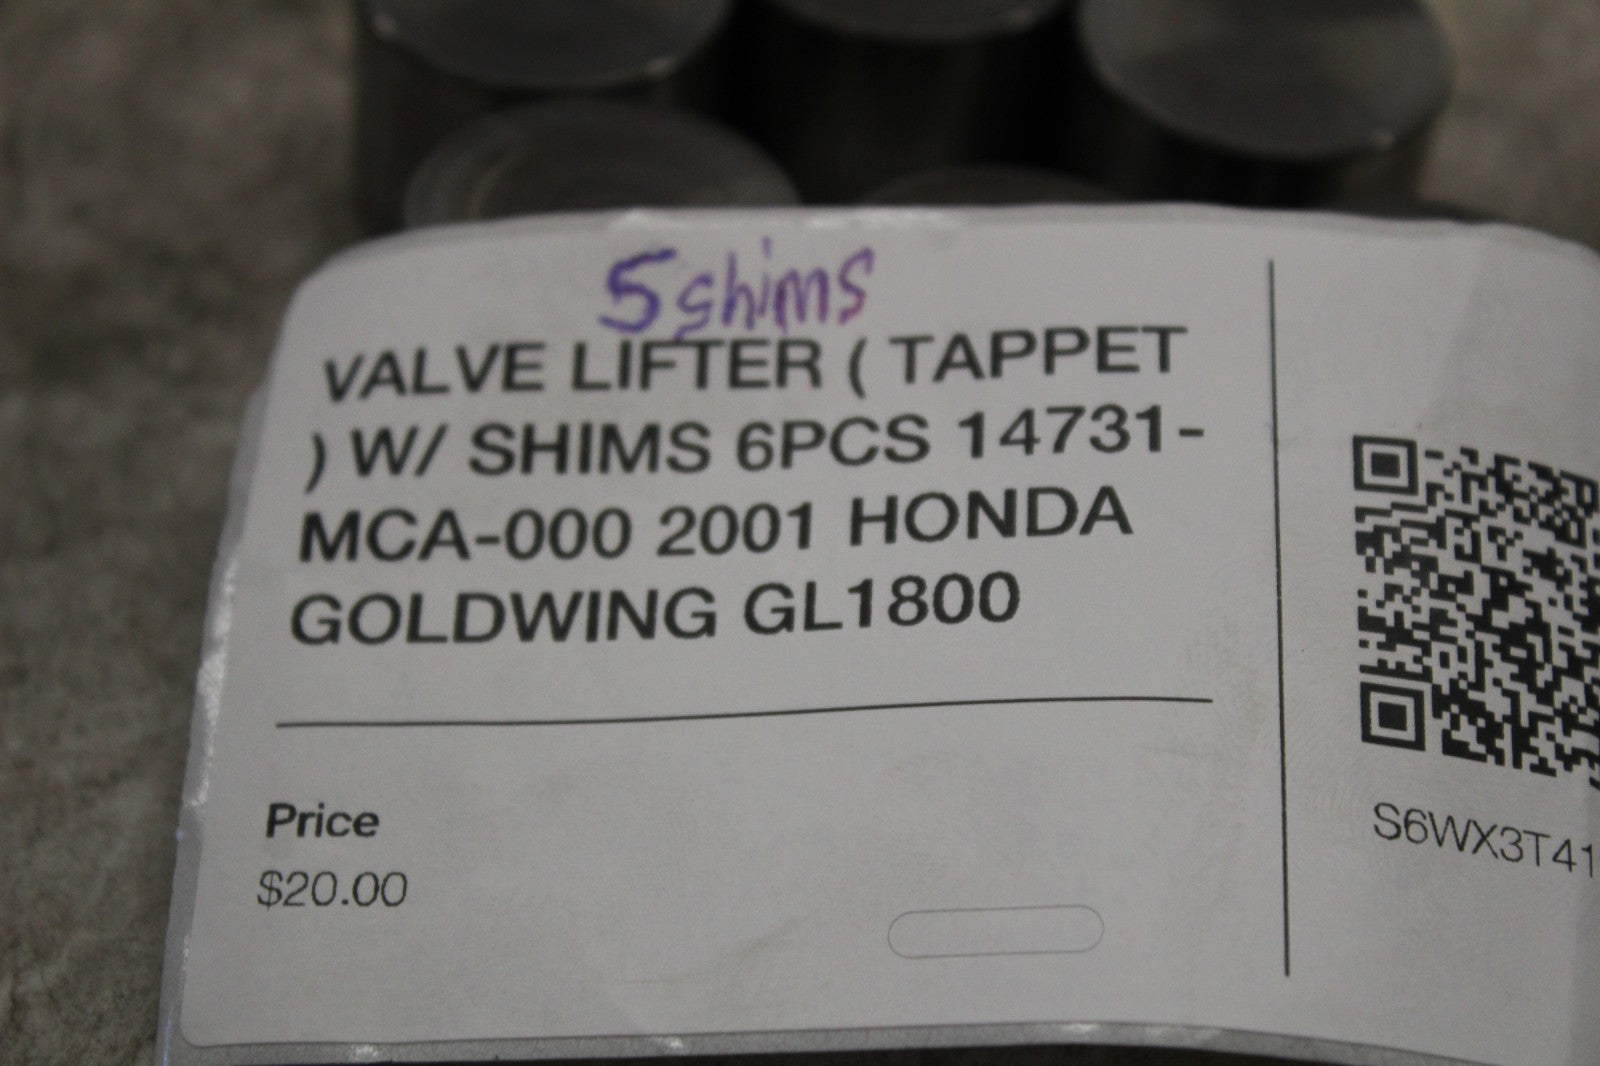 5 shims
VALVE LIFTER ( TAPPET
) W/ SHIMS 6PCS 14731-
MCA-000 2001 HONDA
GOLDWING GL1800
Price
$20.00
S6WX3T41